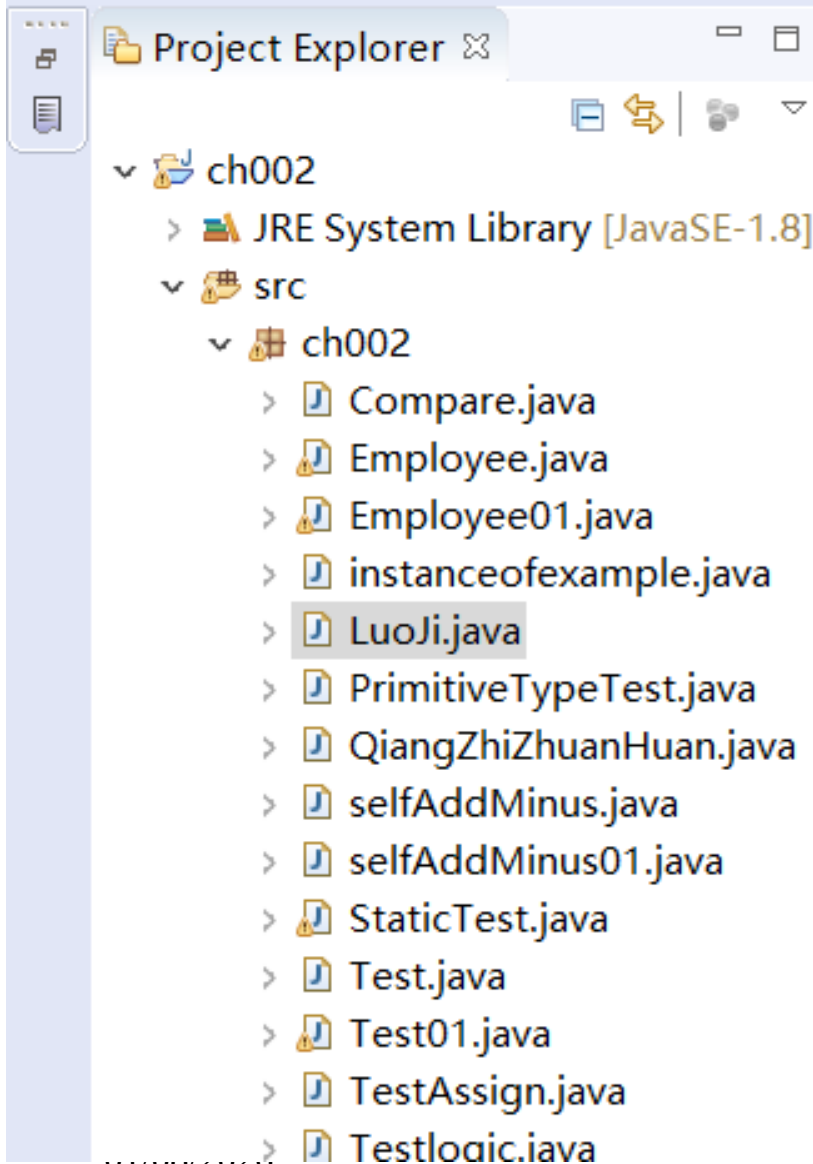 Project Explorer
ch002
JRE System Library [JavaSE-1.8]
src
ch002
Compare.java
Employee.java
Employee01.java
instanceofexample.java
LuoJi.java
PrimitiveTypeTest.java
QiangZhiZhuanHuan.java
selfAddMinus.java
selfAddMinus01.java
StaticTest.java
Test.java
Test01.java
TestAssign.java
Testlogic.java